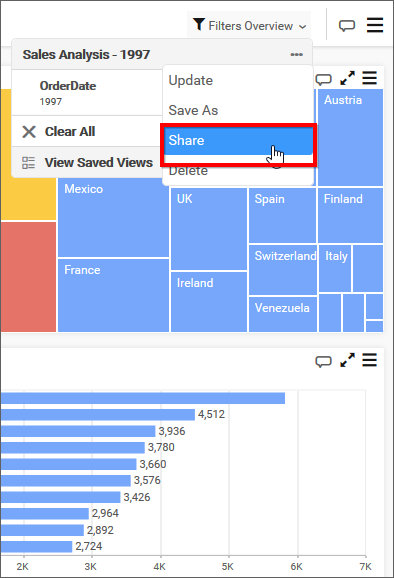 Filters Overview
Sales Analysis - 1997
OrderDate
1997
Clear All
View Saved Views
Update
Save As
Share
Delete
Austria
Mexico
UK
Spain
Finland
France
Ireland
Switzerland
Italy
Venezuela
4,512
3,936
3,780
3,660
3,576
3,426
2,964
2,892
2,724
2K
3K
4K
5K
6K
7K